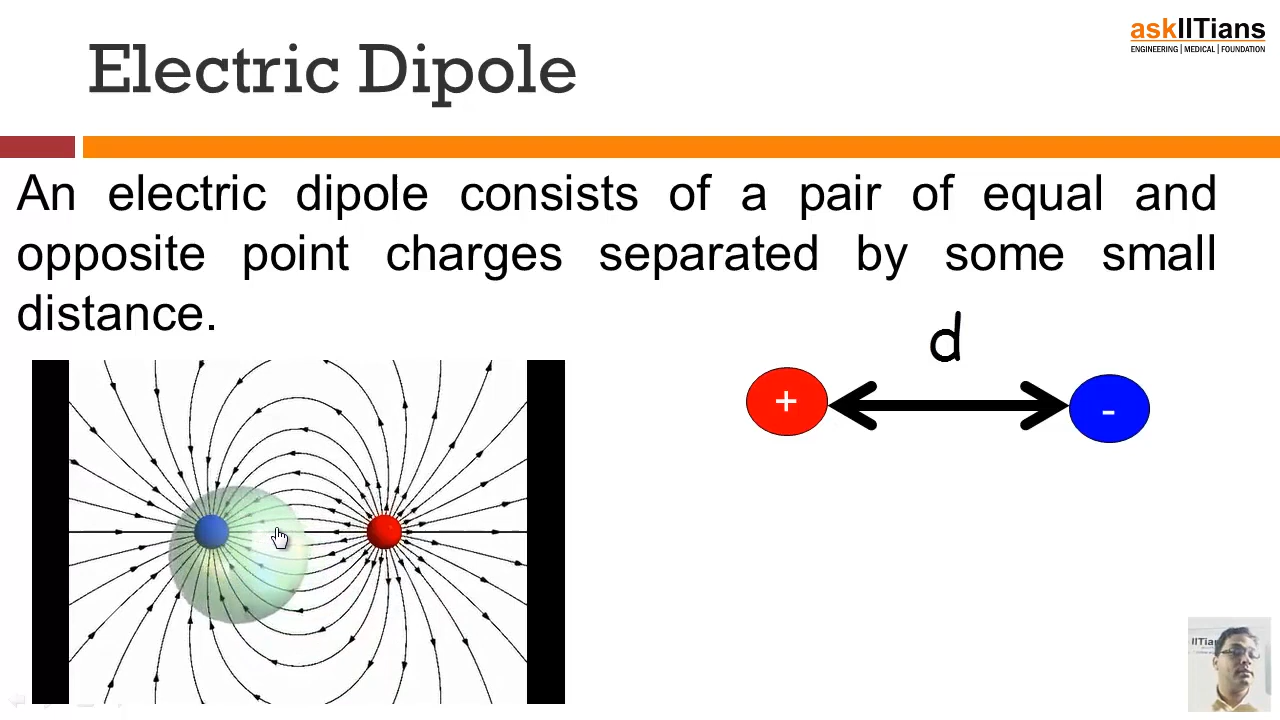 askIITians
ENGINEERING | MEDICAL | FOUNDATION
Electric Dipole
An electric dipole consists of a pair of equal and
opposite point charges separated by some small
distance.
d
+
-
IITian